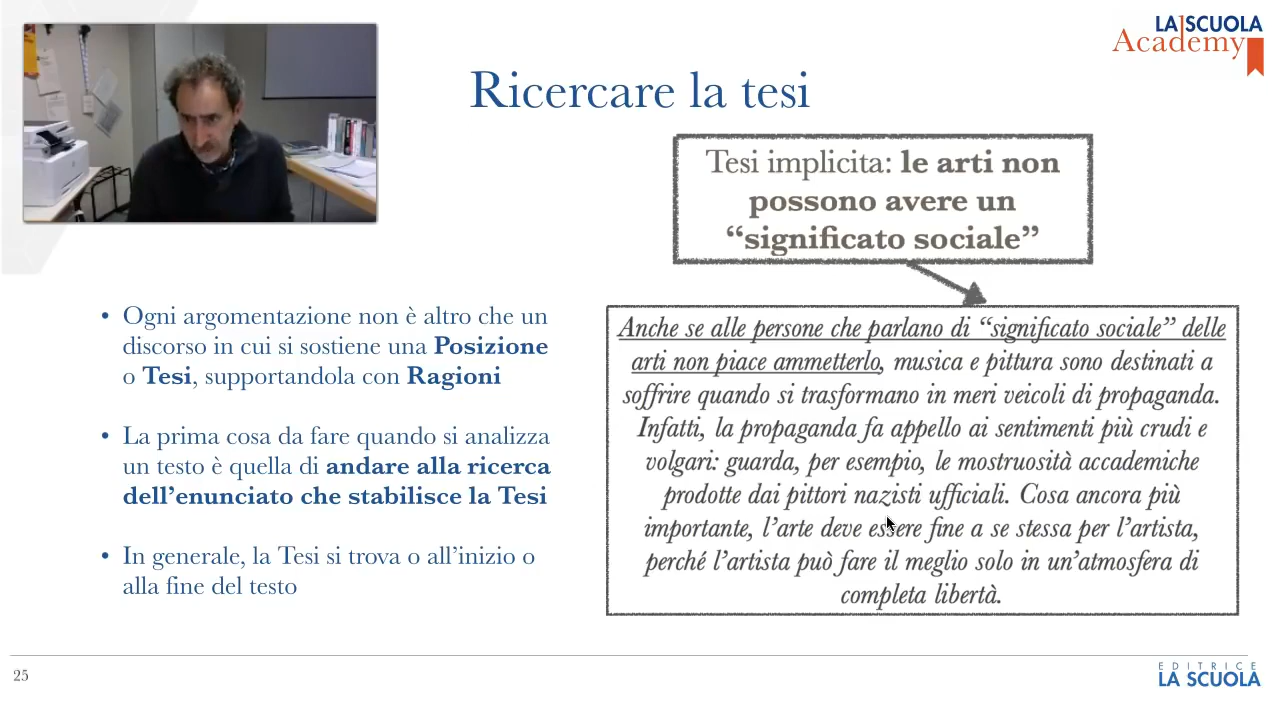 LA SCUOLA
Academy
Ricercare la tesi
Tesi implicita: le arti non
possono avere un
“significato sociale”
• Ogni argomentazione non è altro che un
discorso in cui si sostiene una Posizione
o Tesi, supportandola con Ragioni
• La prima cosa da fare quando si analizza
un testo è quella di andare alla ricerca
dell’enunciato che stabilisce la Tesi
• In generale, la Tesi si trova o all’inizio o
alla fine del testo
Anche se alle persone che parlano di “significato sociale” delle
arti non piace ammetterlo, musica e pittura sono destinati a
soffrire quando si trasformano in meri veicoli di propaganda.
Infatti, la propaganda fa appello ai sentimenti più crudi e
volgari: guarda, per esempio, le mostruosità accademiche
prodotte dai pittori nazisti ufficiali. Cosa ancora più
importante, l’arte deve essere fine a se stessa per l’artista,
perché l’artista può fare il meglio solo in un’atmosfera di
completa libertà.
25
EDITRICE
LA SCUOLA